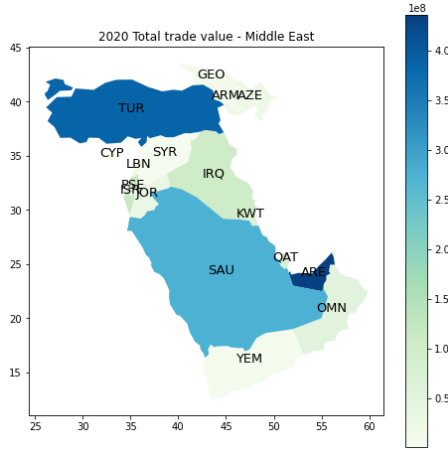 2020 Total trade value - Middle East
1e8
45
40
35
30
25
20
15
25
30
35
40
45
50
55
60
GEO
ARM
AZE
TUR
CYP
SYR
LBN
IRQ
PSE
ISR
JOR
KWT
QAT
SAU
ARE
OMN
YEM
4.0
3.5
3.0
2.5
2.0
1.5
1.0
0.5